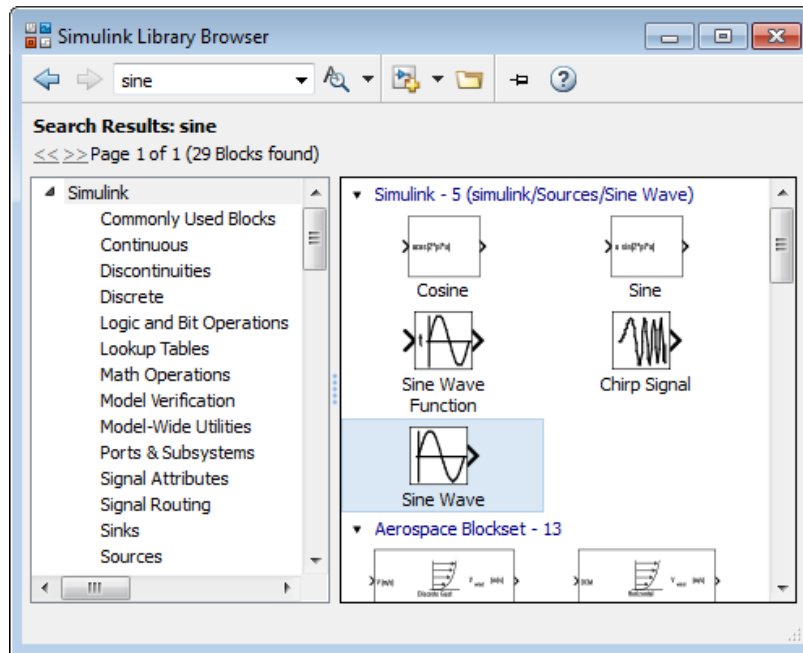 Simulink Library Browser
sine
Search Results: sine
<< >> Page 1 of 1 (29 Blocks found)
Simulink
Commonly Used Blocks
Continuous
Discontinuities
Discrete
Logic and Bit Operations
Lookup Tables
Math Operations
Model Verification
Model-Wide Utilities
Ports & Subsystems
Signal Attributes
Signal Routing
Sinks
Sources
Simulink - 5 (simulink/Sources/Sine Wave)
Cosine
Sine
t
Sine Wave
Function
Chirp Signal
Sine Wave
Aerospace Blockset - 13
Discrete Gust
Horizontal